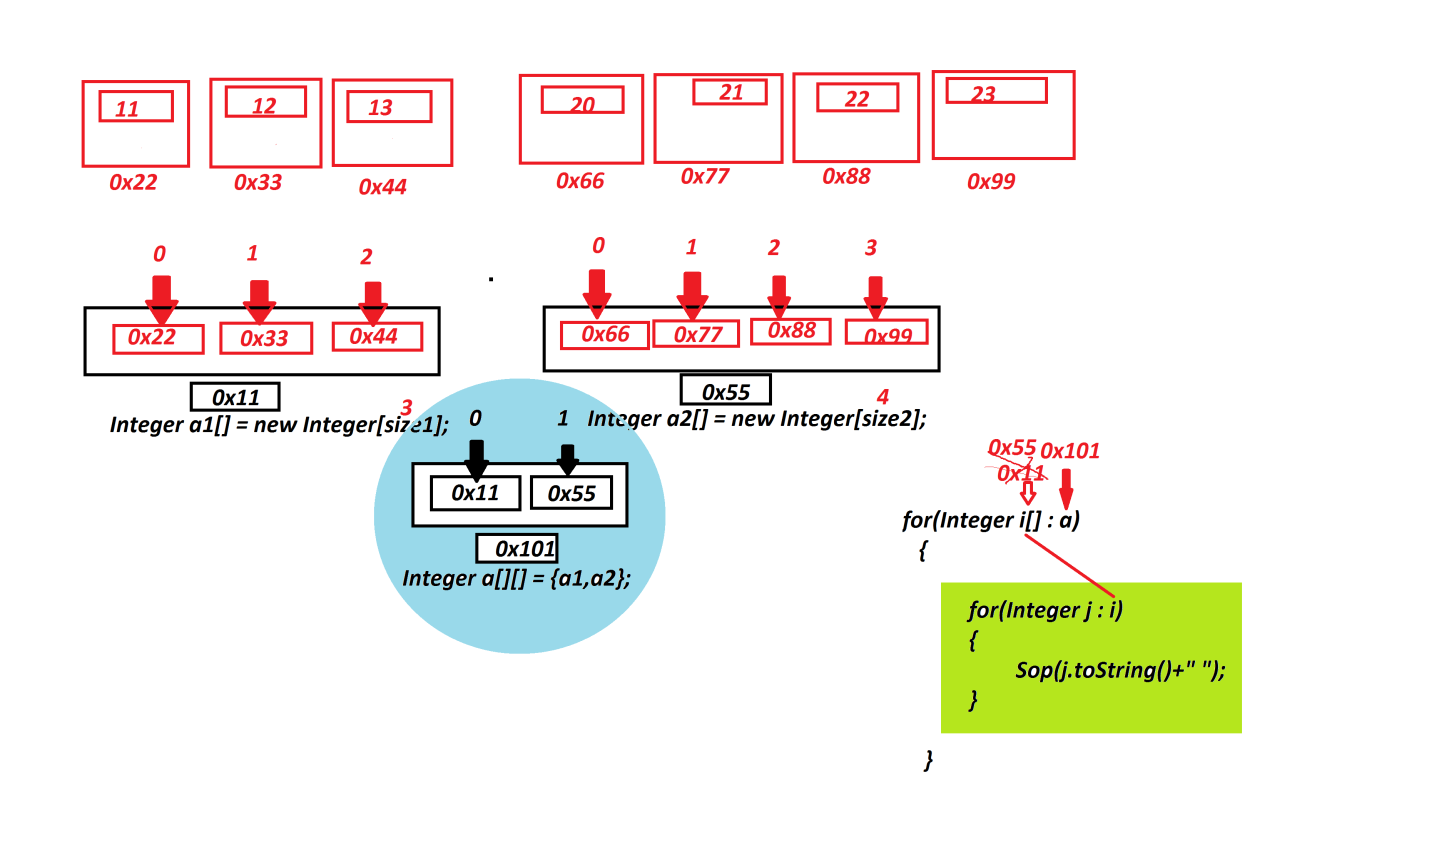 11 12 13 20 21 22 23
0x22 0x33 0x44 0x66 0x77 0x88 0x99
0 1 2 0 1 2 3
0x22 0x33 0x44 0x66 0x77 0x88 0x99
0x11 0x55
3 4
Integer a1[] = new Integer[size1]; 0 1 Integer a2[] = new Integer[size2];
0x11 0x55
0x101
Integer a[][] = {a1,a2};
0x55 0x101
0x11
for(Integer i[] : a)
{
for(Integer j : i)
{
Sop(j.toString()+" ");
}
}